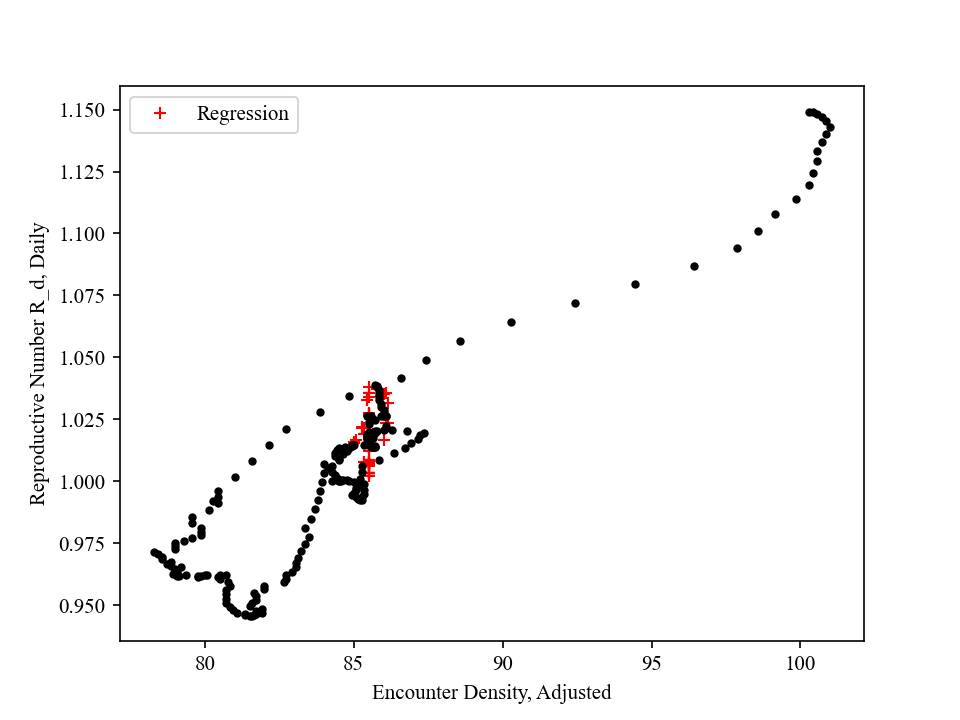 Regression
1.150
1.125
1.100
1.075
1.050
1.025
1.000
0.975
0.950
Reproductive Number R_d, Daily
80 85 90 95 100
Encounter Density, Adjusted